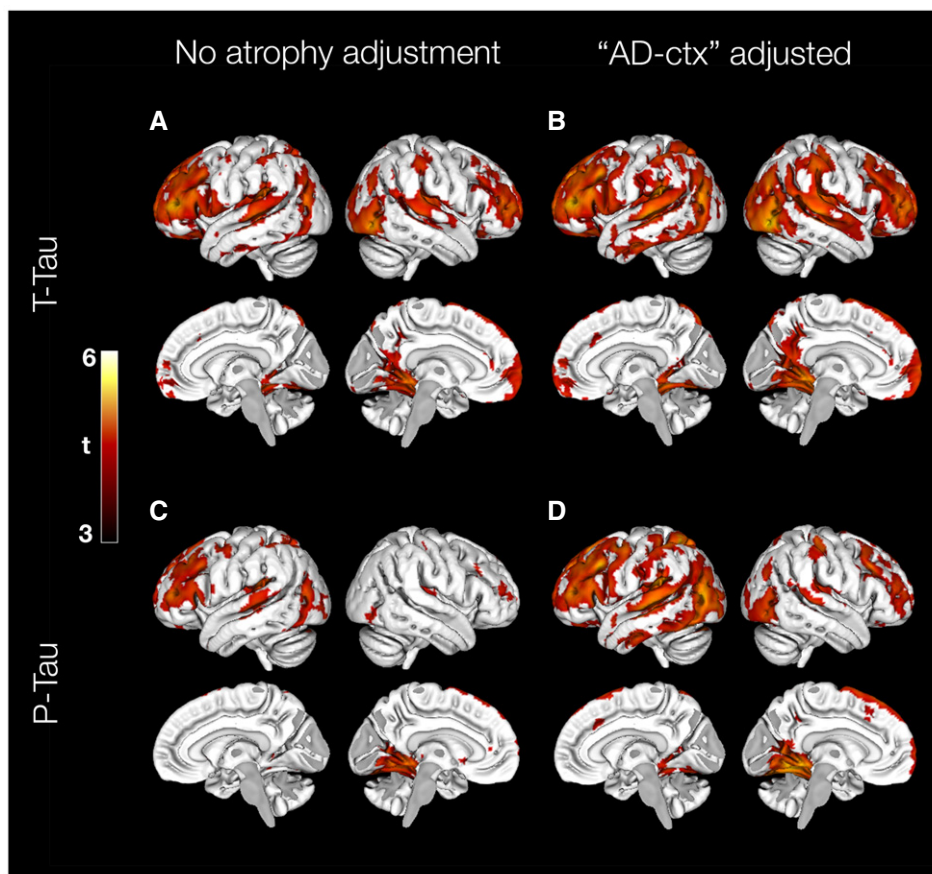 No atrophy adjustment
“AD-ctx” adjusted
A
B
T-Tau
6
t
3
C
D
P-Tau